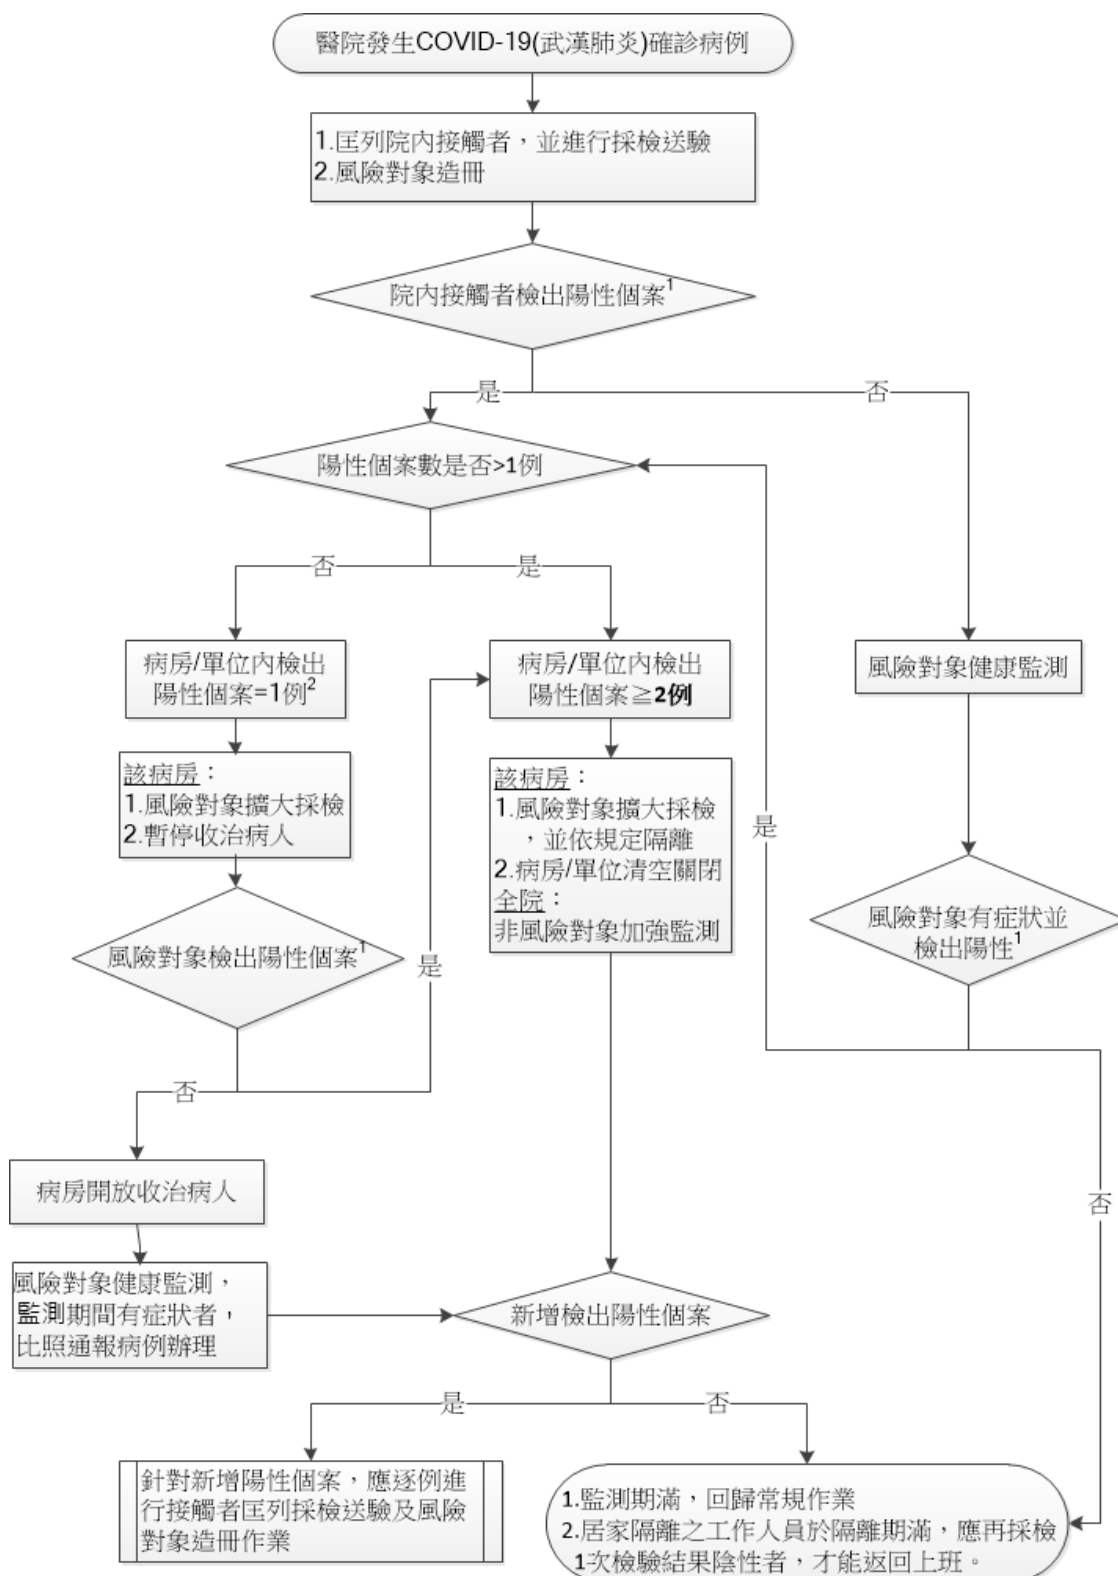 醫院發生COVID-19(武漢肺炎)確診病例
1.匡列院內接觸者，並進行採檢送驗
2.風險對象造冊
院內接觸者檢出陽性個案1
是
否
陽性個案數是否>1例
否
是
病房/單位內檢出
陽性個案=1例2
病房/單位內檢出
陽性個案≧2例
風險對象健康監測
該病房：
1.風險對象擴大採檢
2.暫停收治病人
該病房：
1.風險對象擴大採檢
，並依規定隔離
2.病房/單位清空關閉
全院：
非風險對象加強監測
是
風險對象有症狀並
檢出陽性1
風險對象檢出陽性個案1
是
否
病房開放收治病人
否
風險對象健康監測，
監測期間有症狀者，
比照通報病例辦理
新增檢出陽性個案
是
否
針對新增陽性個案，應逐例進
行接觸者匡列採檢送驗及風險
對象造冊作業
1.監測期滿，回歸常規作業
2.居家隔離之工作人員於隔離期滿，應再採檢
1次檢驗結果陰性者，才能返回上班。